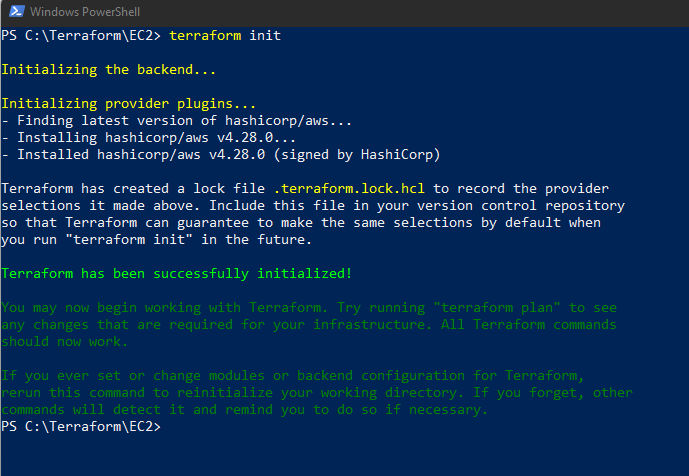 Windows PowerShell
PS C:\Terraform\EC2> terraform init
Initializing the backend...
Initializing provider plugins...
- Finding latest version of hashicorp/aws...
- Installing hashicorp/aws v4.28.0...
- Installed hashicorp/aws v4.28.0 (signed by HashiCorp)
Terraform has created a lock file .terraform.lock.hcl to record the provider
selections it made above. Include this file in your version control repository
so that Terraform can guarantee to make the same selections by default when
you run "terraform init" in the future.
Terraform has been successfully initialized!
You may now begin working with Terraform. Try running "terraform plan" to see
any changes that are required for your infrastructure. All Terraform commands
should now work.
If you ever set or change modules or backend configuration for Terraform,
rerun this command to reinitialize your working directory. If you forget, other
commands will detect it and remind you to do so if necessary.
PS C:\Terraform\EC2>